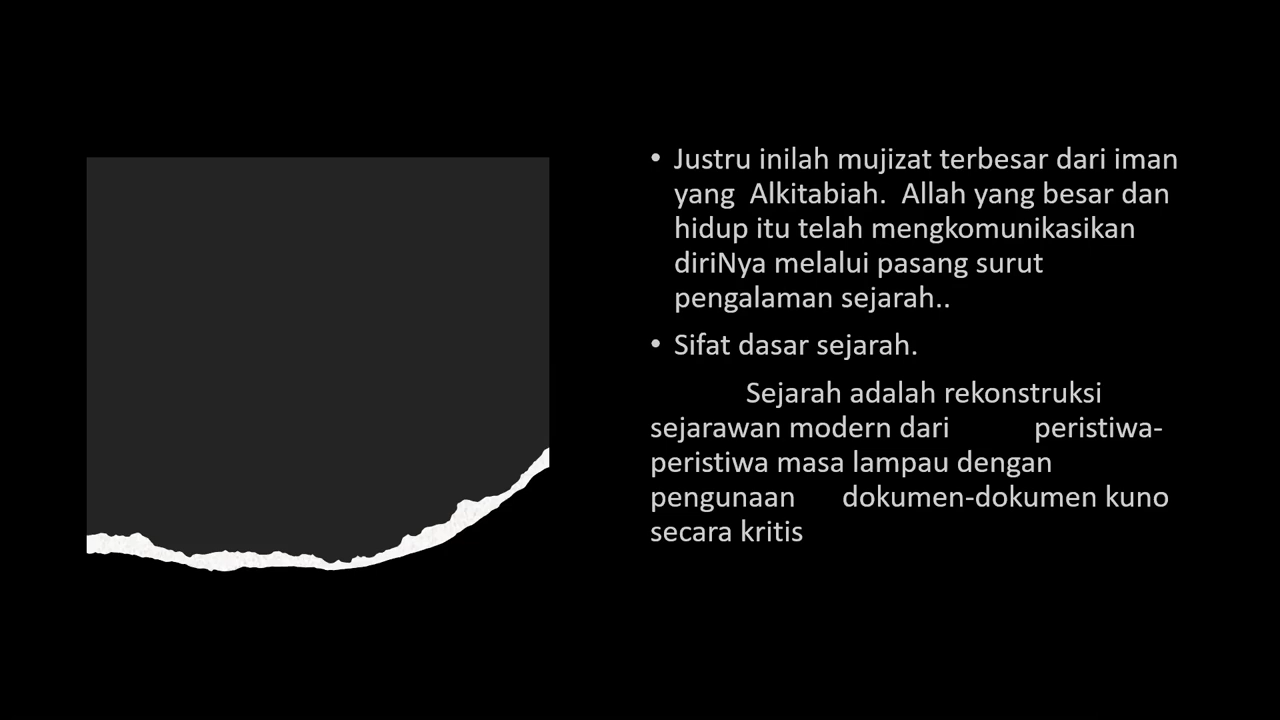 • Justru inilah mujizat terbesar dari iman
yang  Alkitabiah.  Allah yang besar dan
hidup itu telah mengkomunikasikan
diriNya melalui pasang surut
pengalaman sejarah..
• Sifat dasar sejarah.
Sejarah adalah rekonstruksi
sejarawan modern dari peristiwa-
peristiwa masa lampau dengan
pengunaan dokumen-dokumen kuno
secara kritis